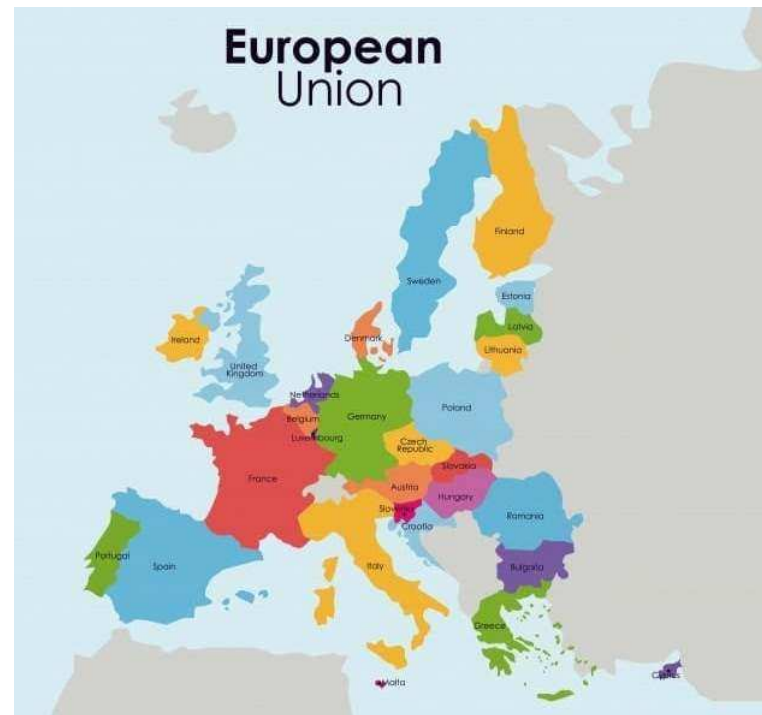 European
Union
Finland
Sweden
Estonia
Latvia
Lithuania
Denmark
Ireland
United
Kingdom
Netherlands
Poland
Belgium
Germany
Luxembourg
Czech
Republic
Slovakia
France
Austria
Hungary
Slovenia
Romania
Croatia
Portugal
Spain
Italy
Bulgaria
Greece
Cyprus
Malta